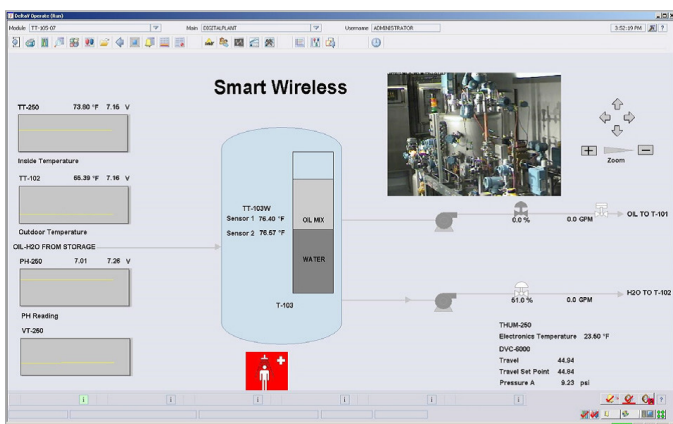 DeltaV Operate (Run)
Module TT-105-07 Main DIGITALPLANT Username ADMINISTRATOR 3:52:19 PM ?
Smart Wireless
TT-250 73.80 °F 7.16 V
Inside Temperature
TT-102 65.39 °F 7.16 V
Outdoor Temperature
OIL-H2O FROM STORAGE
PH-250 7.01 7.26 V
PH Reading
VT-250
TT-103W
Sensor 1 76.40 °F
Sensor 2 76.57 °F
OIL MIX
WATER
T-103
Zoom
0.0 % 0.0 GPM OIL TO T-101
61.0 % 0.0 GPM H2O TO T-102
THUM-250
Electronics Temperature 23.50 °F
DVC-6000
Travel 44.94
Travel Set Point 44.84
Pressure A 9.23 psi